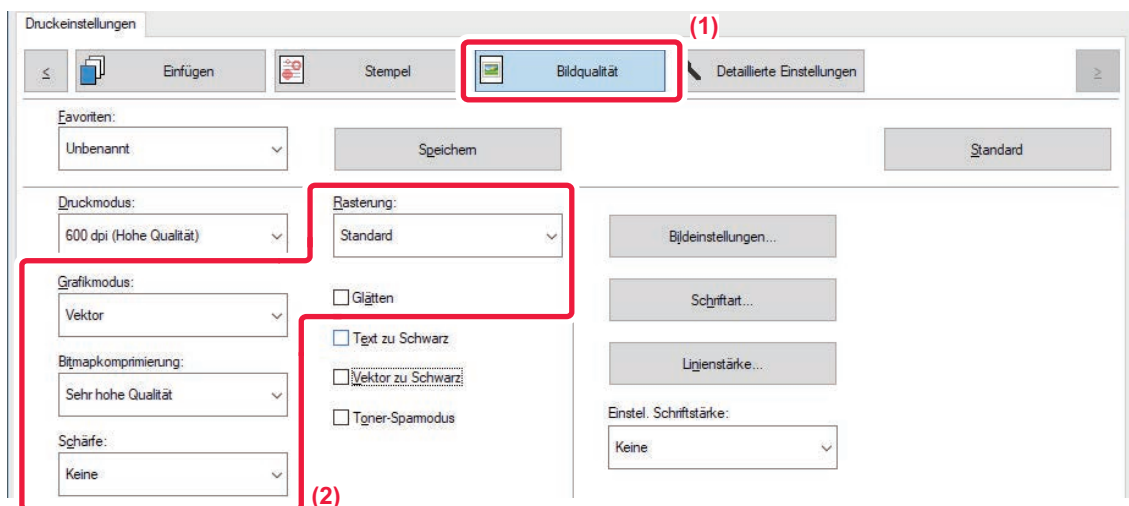 Druckeinstellungen
(1)
≤
Einfügen
Stempel
Bildqualität
Detaillierte Einstellungen
≥
Favoriten:
Unbenannt
Speichern
Standard
Druckmodus:
600 dpi (Hohe Qualität)
Rasterung:
Standard
Bildeinstellungen...
Grafikmodus:
Vektor
Glätten
Schriftart...
Text zu Schwarz
Bitmapkomprimierung:
Sehr hohe Qualität
Vektor zu Schwarz
Linienstärke...
Toner-Sparmodus
Einstel. Schriftstärke:
Keine
Schärfe:
Keine
(2)